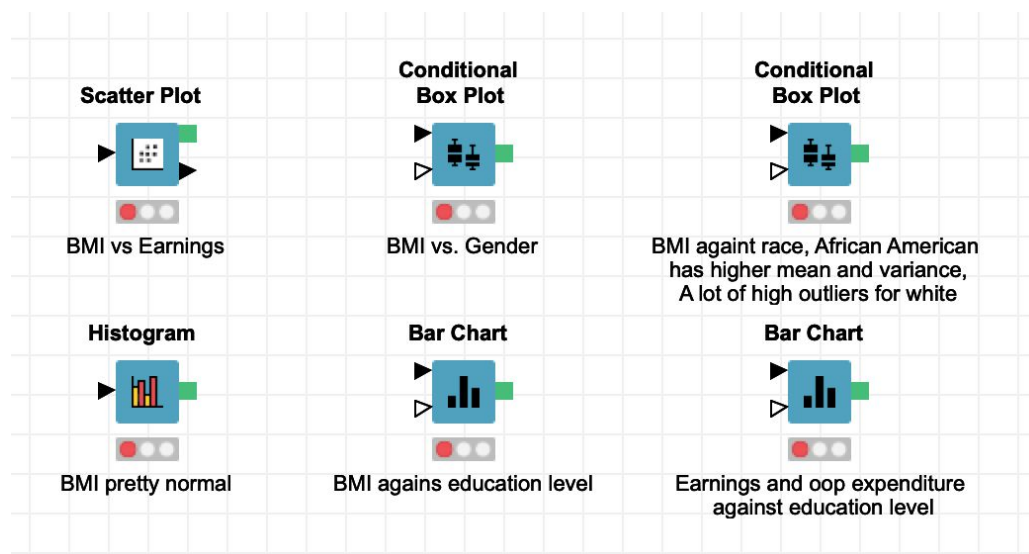 Scatter Plot
BMI vs Earnings
Conditional
Box Plot
BMI vs. Gender
Conditional
Box Plot
BMI againt race, African American
has higher mean and variance,
A lot of high outliers for white
Histogram
BMI pretty normal
Bar Chart
BMI agains education level
Bar Chart
Earnings and oop expenditure
against education level